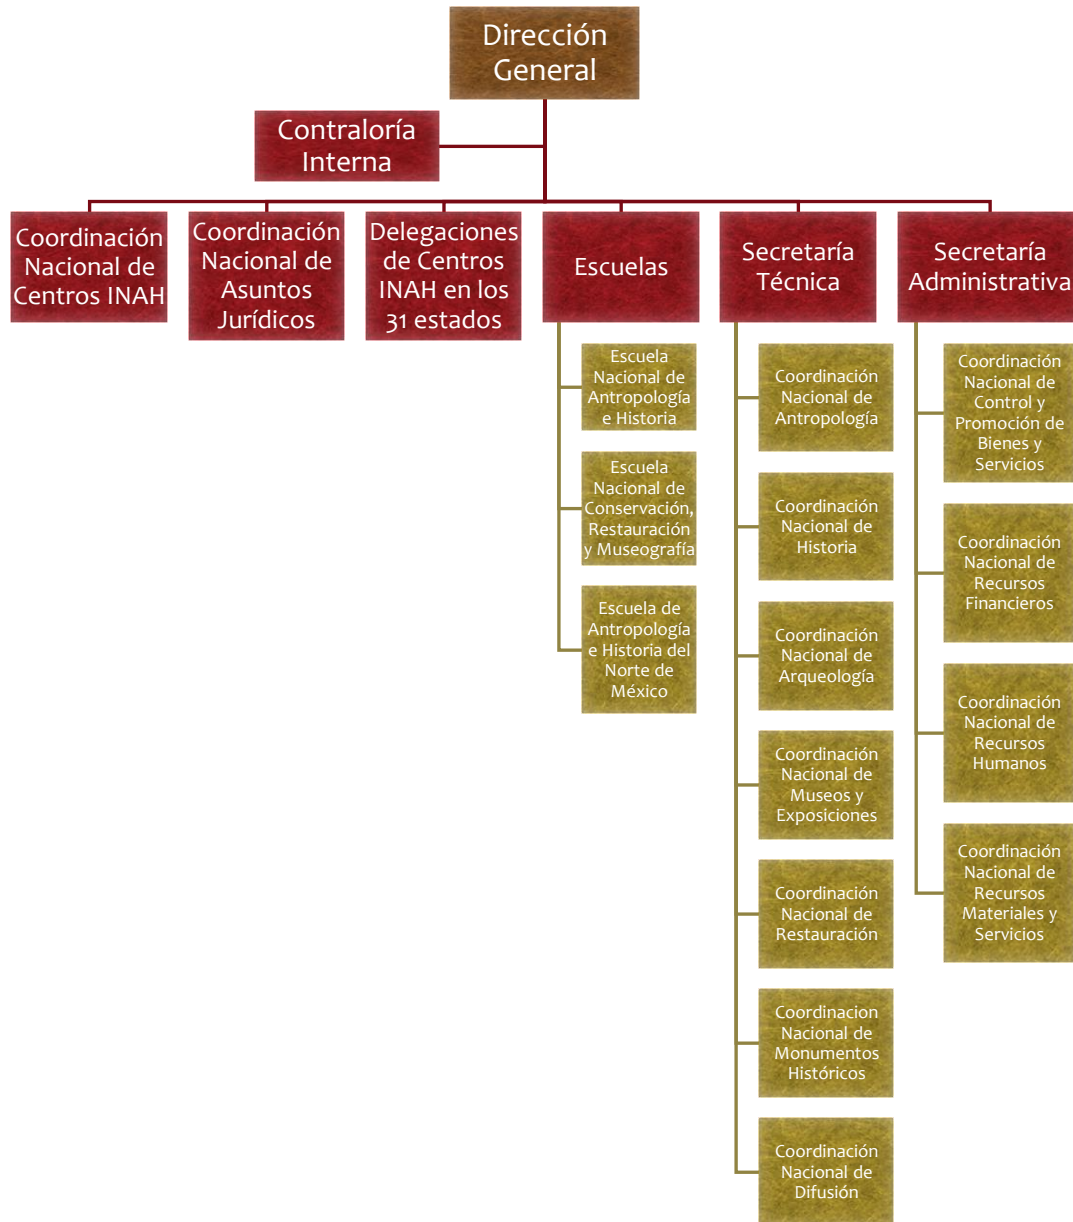 Dirección
General
Contraloría
Interna
Coordinación
Nacional de
Centros INAH
Coordinación
Nacional de
Asuntos
Jurídicos
Delegaciones
de Centros
INAH en los
31 estados
Escuelas
Secretaría
Técnica
Secretaría
Administrativa
Escuela
Nacional de
Antropología
e Historia
Escuela
Nacional de
Conservación,
Restauración
y Museografía
Escuela de
Antropología
e Historia del
Norte de
México
Coordinación
Nacional de
Antropología
Coordinación
Nacional de
Historia
Coordinación
Nacional de
Arqueología
Coordinación
Nacional de
Museos y
Exposiciones
Coordinación
Nacional de
Restauración
Coordinacion
Nacional de
Monumentos
Históricos
Coordinación
Nacional de
Difusión
Coordinación
Nacional de
Control y
Promoción de
Bienes y
Servicios
Coordinación
Nacional de
Recursos
Financieros
Coordinación
Nacional de
Recursos
Humanos
Coordinación
Nacional de
Recursos
Materiales y
Servicios